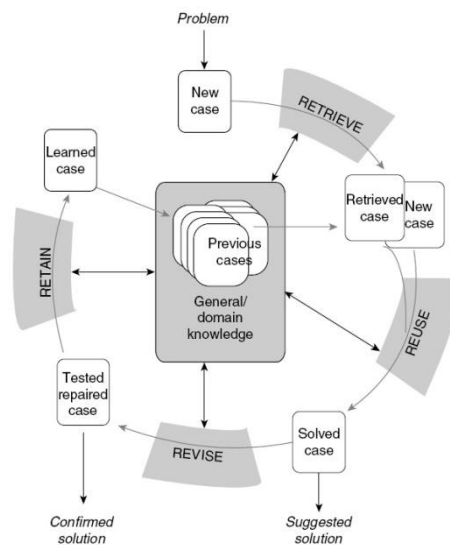 Problem
New
case
RETRIEVE
Learned
case
Retrieved
case
New
case
Previous
cases
General/
domain
knowledge
RETAIN
REUSE
Tested
repaired
case
REVISE
Solved
case
Confirmed
solution
Suggested
solution